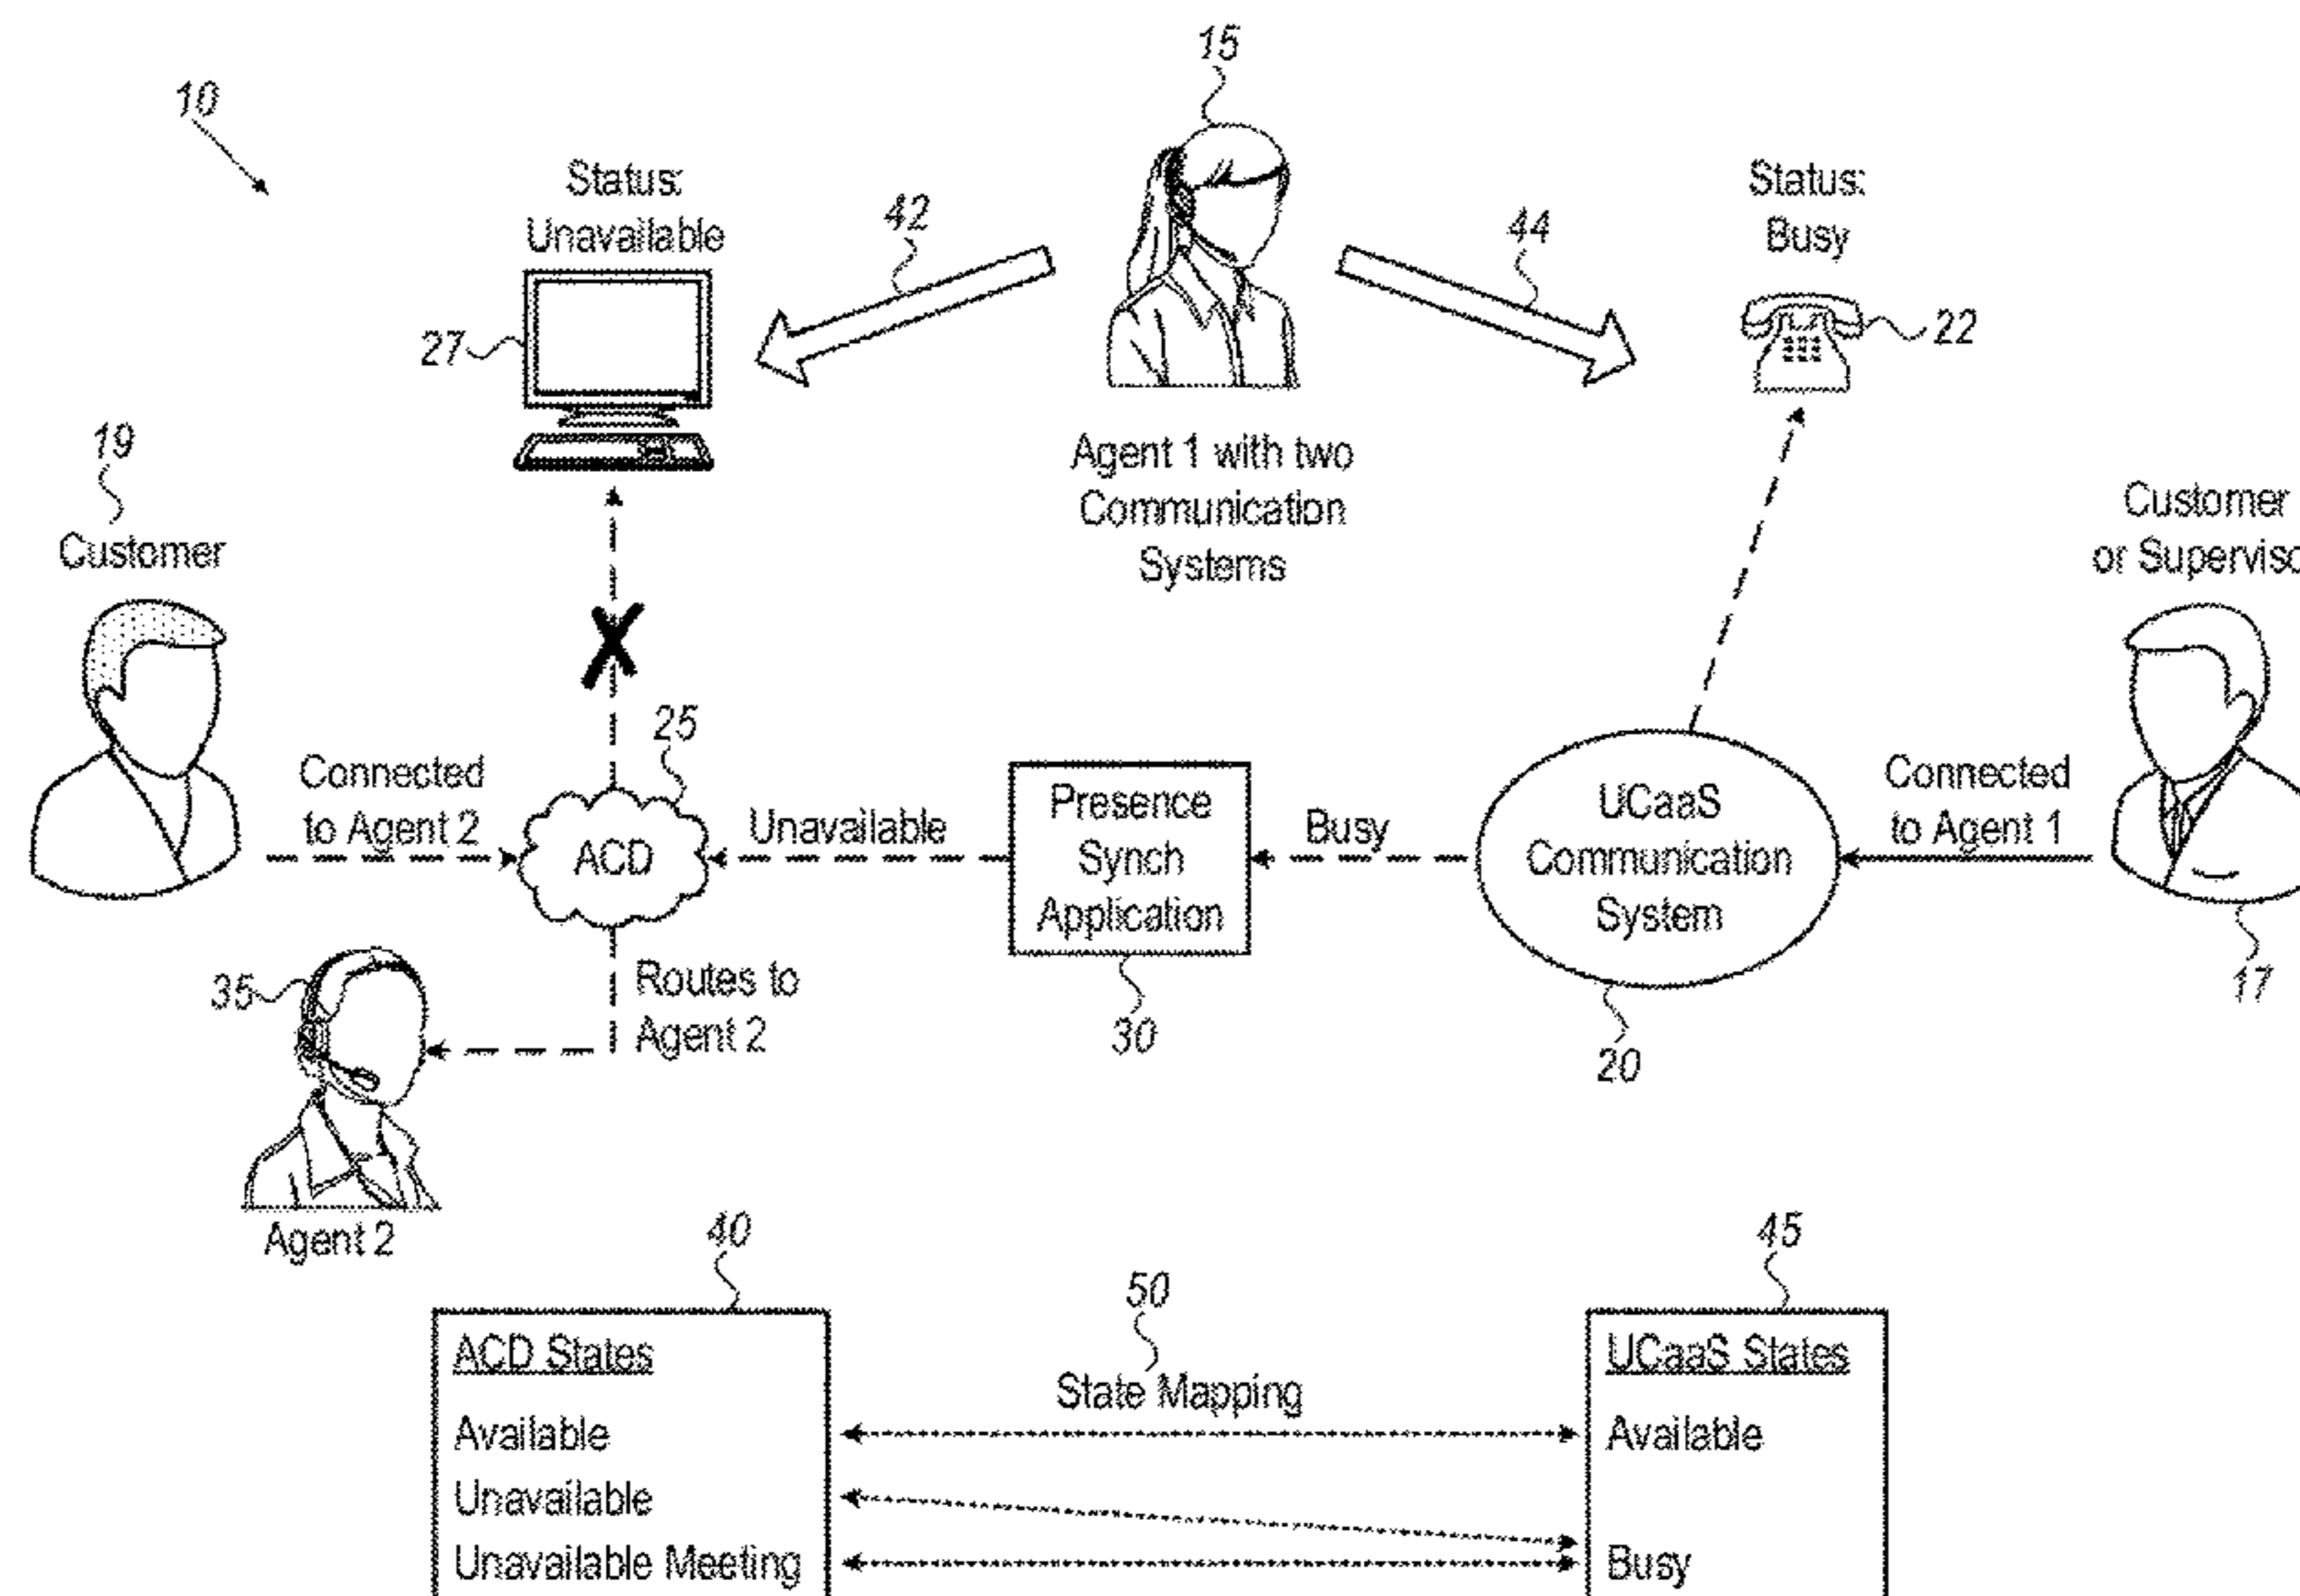 10
15
Status:
Unavailable
42
44
Status:
Busy
27
22
19
Customer
Agent 1 with two
Communication
Systems
Customer
or Superviso
25
Connected
to Agent 2
ACD
Unavailable
Presence
Synch
Application
Busy
UCaaS
Communication
System
Connected
to Agent 1
17
35
Routes to
Agent 2
30
20
Agent 2
40
50
45
ACD States
State Mapping
UCaaS States
Available
Available
Unavailable
Unavailable Meeting
Busy